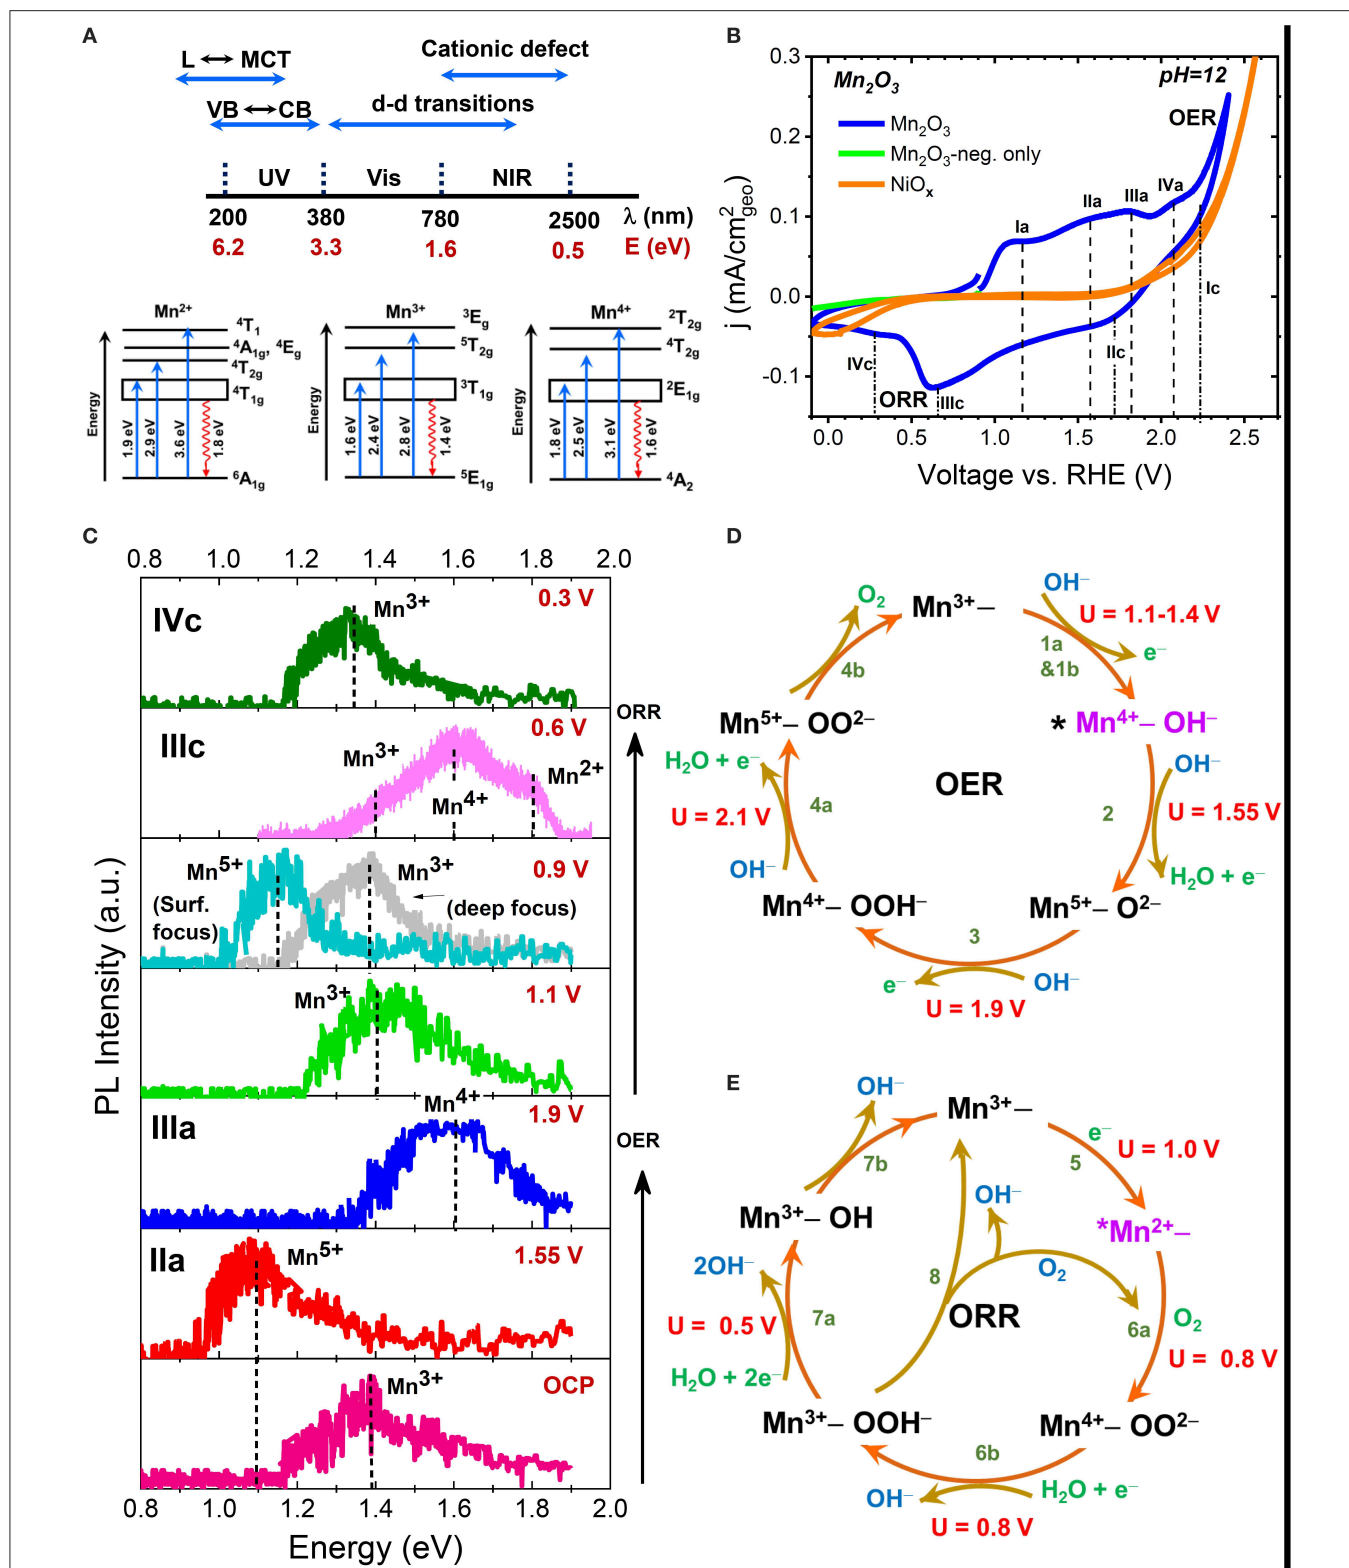 A
L ↔ MCT
Cationic defect
VB ↔ CB
d-d transitions
UV Vis NIR
200 380 780 2500 λ (nm)
6.2 3.3 1.6 0.5 E (eV)
Mn2+
4T1
4A1g, 4Eg
4T2g
4T1g
6A1g
Energy
1.9 eV
2.9 eV
3.6 eV
1.8 eV
Mn3+
3Eg
5T2g
3T1g
5E1g
Energy
1.6 eV
2.4 eV
2.8 eV
1.4 eV
Mn4+
2T2g
4T2g
2E1g
4A2
Energy
1.8 eV
2.5 eV
3.1 eV
1.6 eV
B
Mn2O3
pH=12
OER
Mn2O3
Mn2O3-neg. only
NiOx
Ia
IIa
IIIa
IVa
Ic
IIc
IIIc
IVc
ORR
0.3
0.2
0.1
0.0
-0.1
j (mA/cm2geo)
0.0 0.5 1.0 1.5 2.0 2.5
Voltage vs. RHE (V)
C
0.8 1.0 1.2 1.4 1.6 1.8 2.0
IVc
Mn3+
0.3 V
IIIc
Mn3+
Mn4+
Mn2+
0.6 V
Mn5+
(Surf.
focus)
Mn3+
(deep focus)
0.9 V
Mn3+
1.1 V
IIIa
Mn4+
1.9 V
IIa
Mn5+
1.55 V
Mn3+
OCP
ORR
OER
PL Intensity (a.u.)
0.8 1.0 1.2 1.4 1.6 1.8 2.0
Energy (eV)
D
Mn3+–
OH–
U = 1.1-1.4 V
1a
&1b
e–
* Mn4+– OH–
OH–
2
U = 1.55 V
H2O + e–
Mn5+– O2–
3
OH–
e–
U = 1.9 V
Mn4+– OOH–
OH–
4a
U = 2.1 V
H2O + e–
Mn5+– OO2–
4b
O2
OER
E
Mn3+–
e–
U = 1.0 V
5
*Mn2+–
O2
6a
U = 0.8 V
Mn4+– OO2–
6b
H2O + e–
OH–
U = 0.8 V
Mn3+– OOH–
H2O + 2e–
7a
U = 0.5 V
2OH–
Mn3+– OH
7b
OH–
8
OH–
O2
ORR